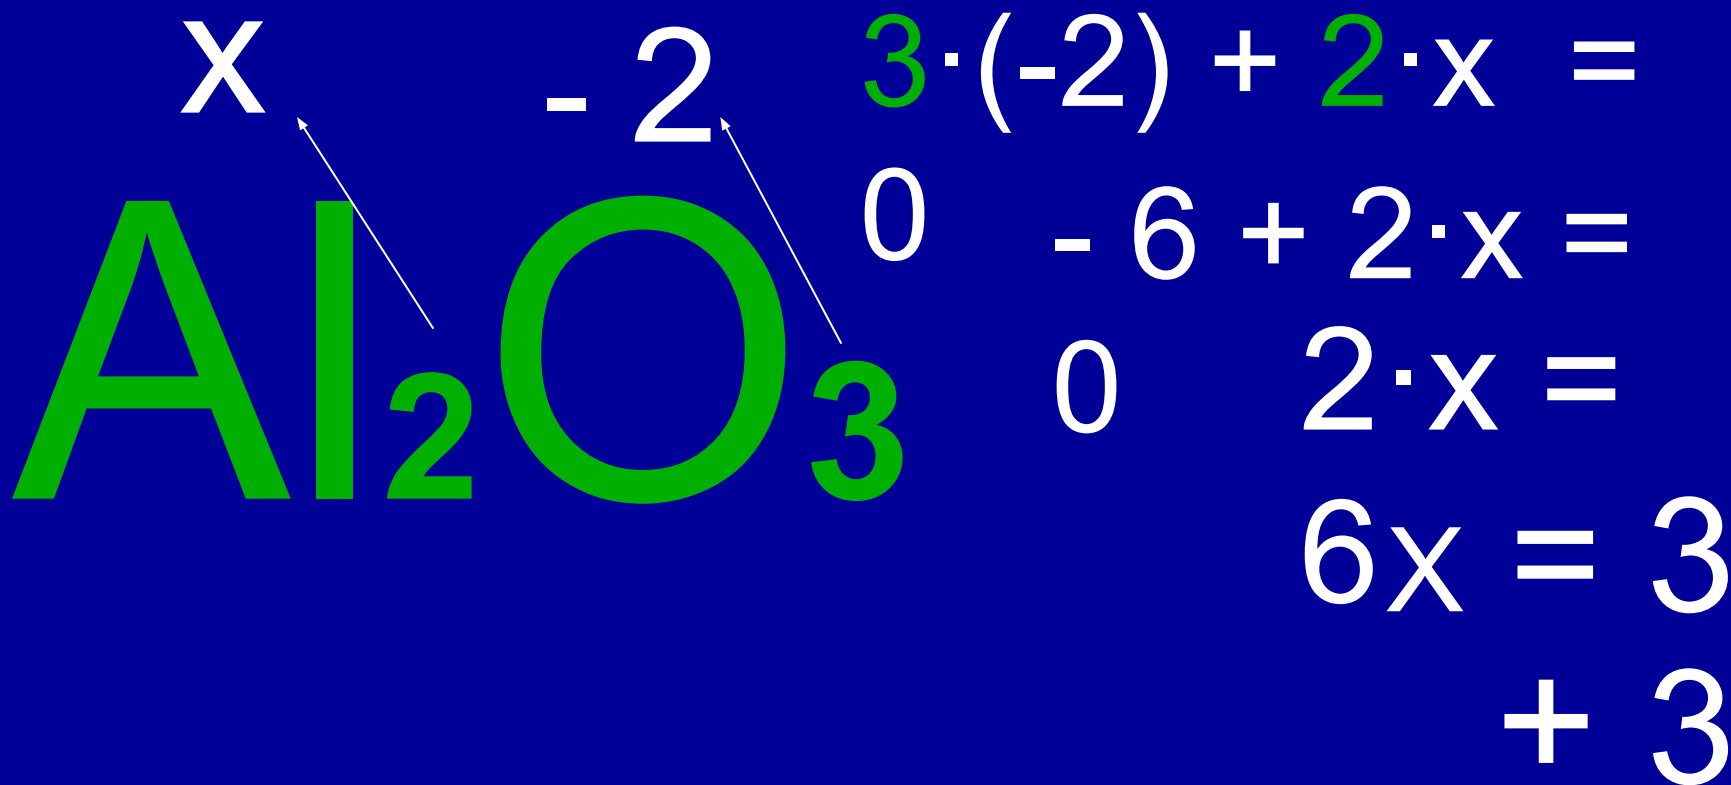 x - 2
Al2O3
3·(-2) + 2·x =
0 - 6 + 2·x =
0 2·x =
6x = 3
+ 3